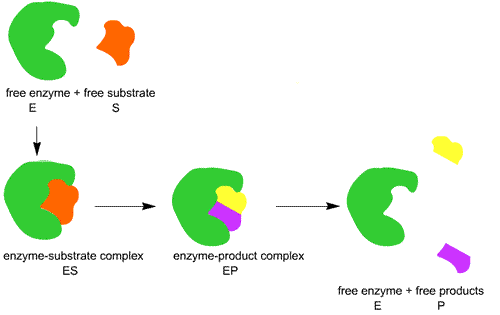 free enzyme + free substrate
E S
enzyme-substrate complex
ES
enzyme-product complex
EP
free enzyme + free products
E P